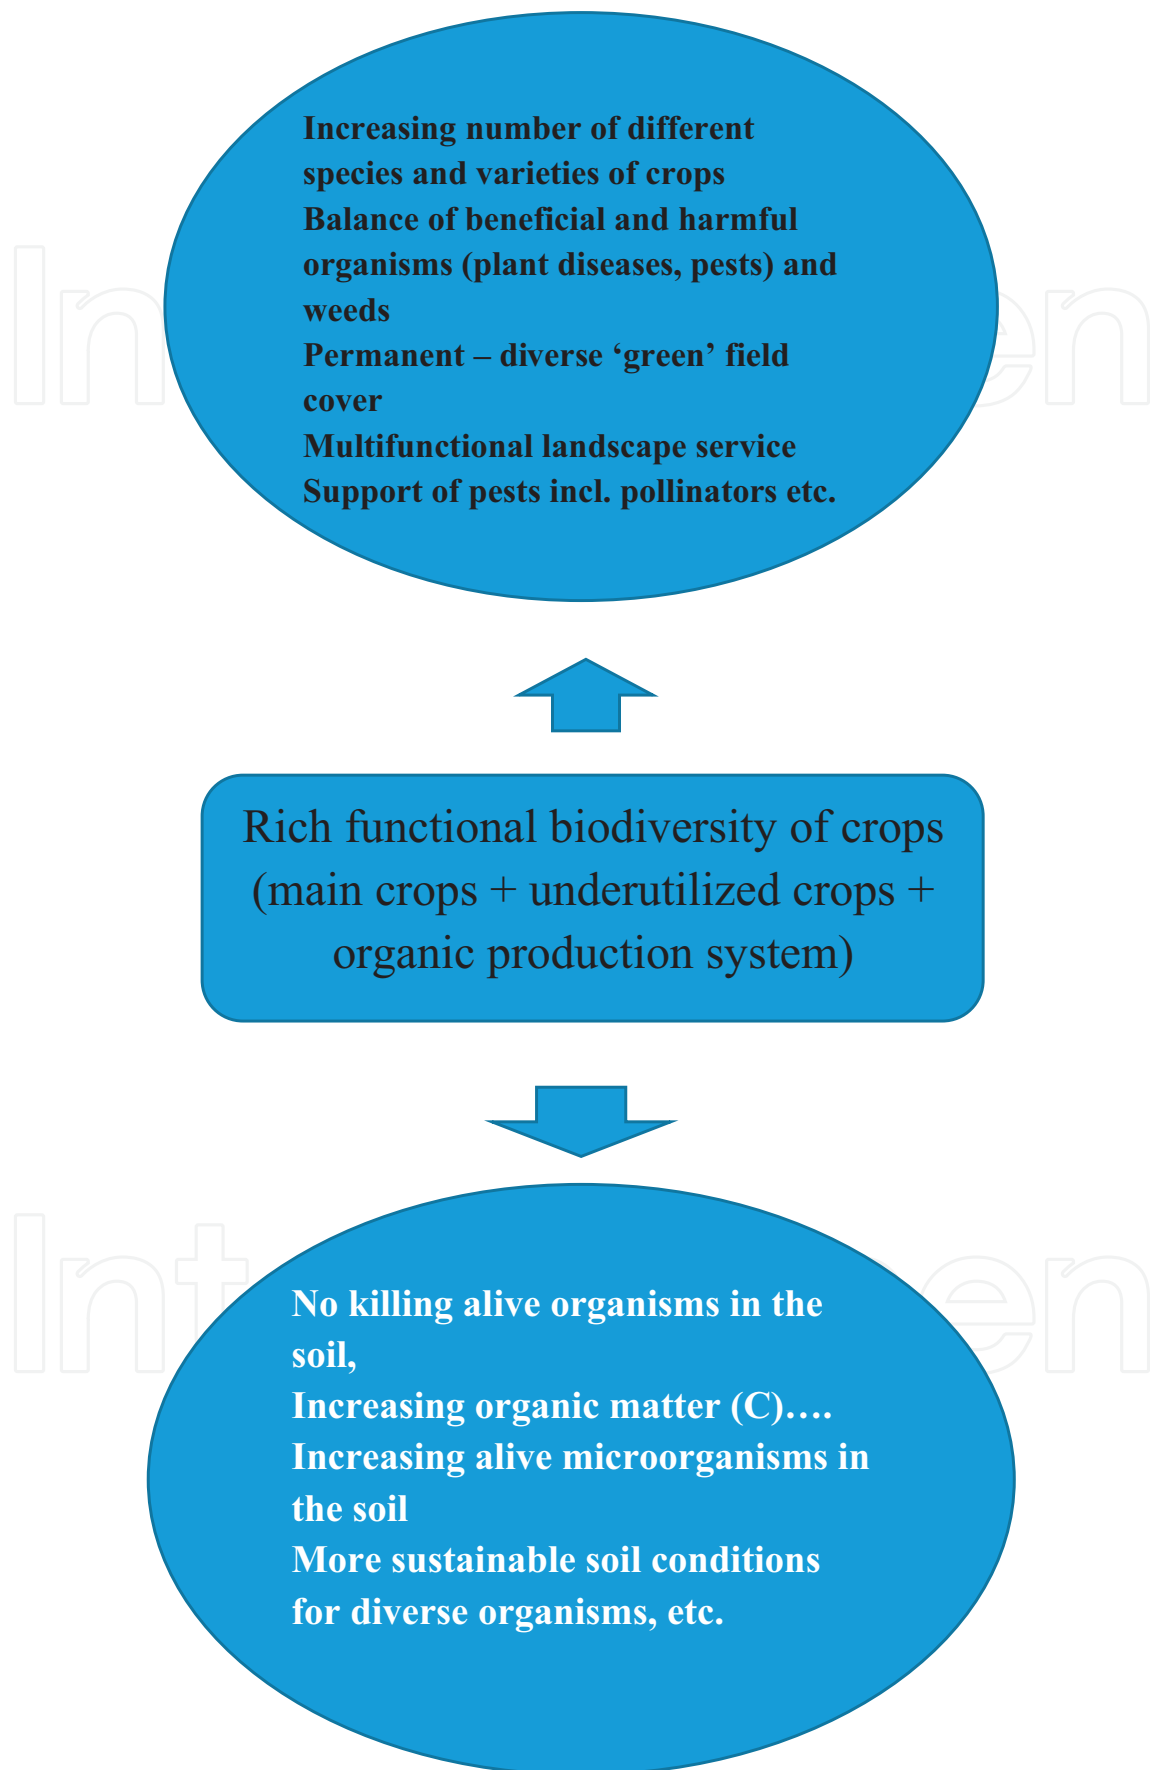 Increasing number of different
species and varieties of crops
Balance of beneficial and harmful
organisms (plant diseases, pests) and
weeds
Permanent – diverse ‘green’ field
cover
Multifunctional landscape service
Support of pests incl. pollinators etc.
Rich functional biodiversity of crops
(main crops + underutilized crops +
organic production system)
No killing alive organisms in the
soil,
Increasing organic matter (C)….
Increasing alive microorganisms in
the soil
More sustainable soil conditions
for diverse organisms, etc.